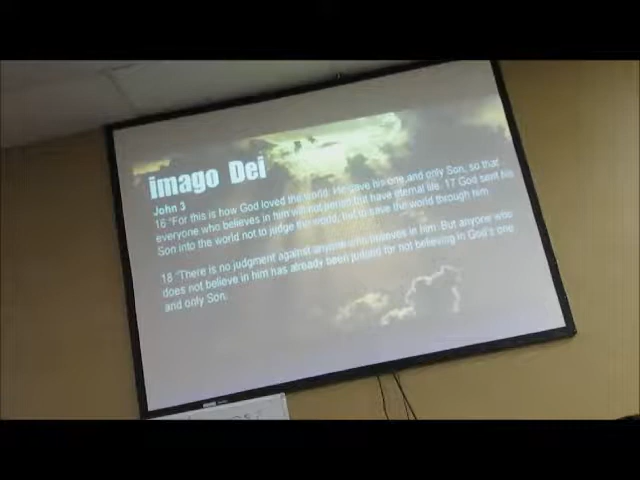 imago Dei
John 3
16 "For this is how God loved the world: He gave his one and only Son, so that
everyone who believes in him will not perish but have eternal life. 17 God sent his
Son into the world not to judge the world, but to save the world through him
18 "There is no judgment against anyone who believes in him. But anyone who
does not believe in him has already been judged for not believing in God's one
and only Son.